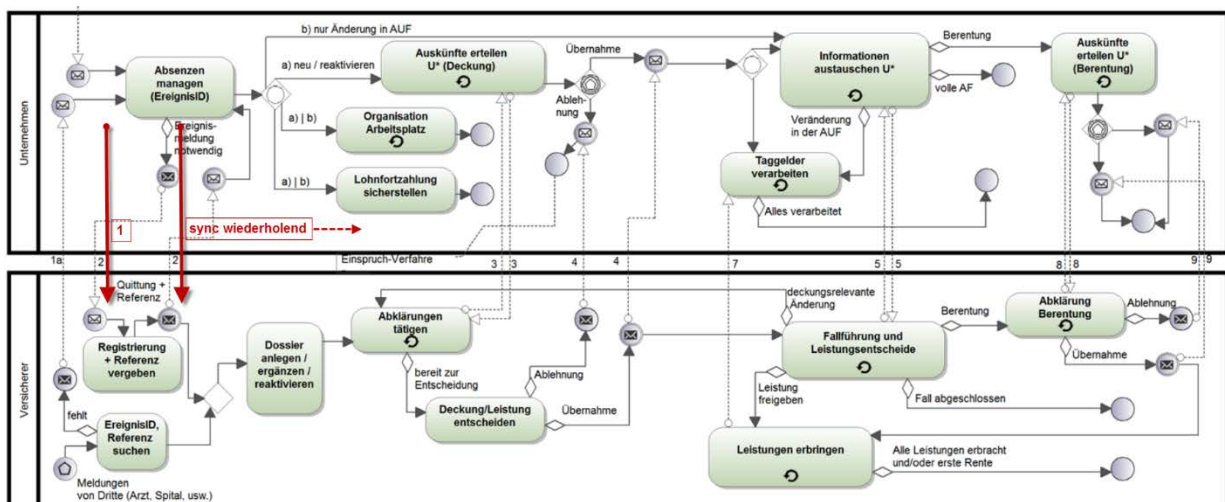 Unternehmen
Absenzen
managen
(EreignisID)
Ereignis-
meldung
notwendig
b) nur Änderung in AUF
a) neu / reaktivieren
a) | b)
a) | b)
Auskünfte erteilen
U* (Deckung)
Organisation
Arbeitsplatz
Lohnfortzahlung
sicherstellen
Übernahme
Ableh-
nung
Informationen
austauschen U*
Berentung
volle AF
Veränderung
in der AUF
Taggelder
verarbeiten
Alles verarbeitet
Auskünfte
erteilen U*
(Berentung)
1
sync wiederholend
1a
2
2
Einspruch-Verfahre
3
3
4
4
7
5
5
8
8
9
9
Versicherer
Quittung +
Referenz
Registrierung
+ Referenz
vergeben
fehlt
EreignisID,
Referenz
suchen
Meldungen
von Dritte (Arzt, Spital, usw.)
Dossier
anlegen /
ergänzen /
reaktivieren
Abklärungen
tätigen
bereit zur
Entscheidung
Ablehnung
Deckung/Leistung
entscheiden
Übernahme
deckungsrelevante
Änderung
Fallführung und
Leistungsentscheide
Berentung
Leistung
freigeben
Fall abgeschlossen
Leistungen erbringen
Alle Leistungen erbracht
und/oder erste Rente
Abklärung
Berentung
Ablehnung
Übernahme